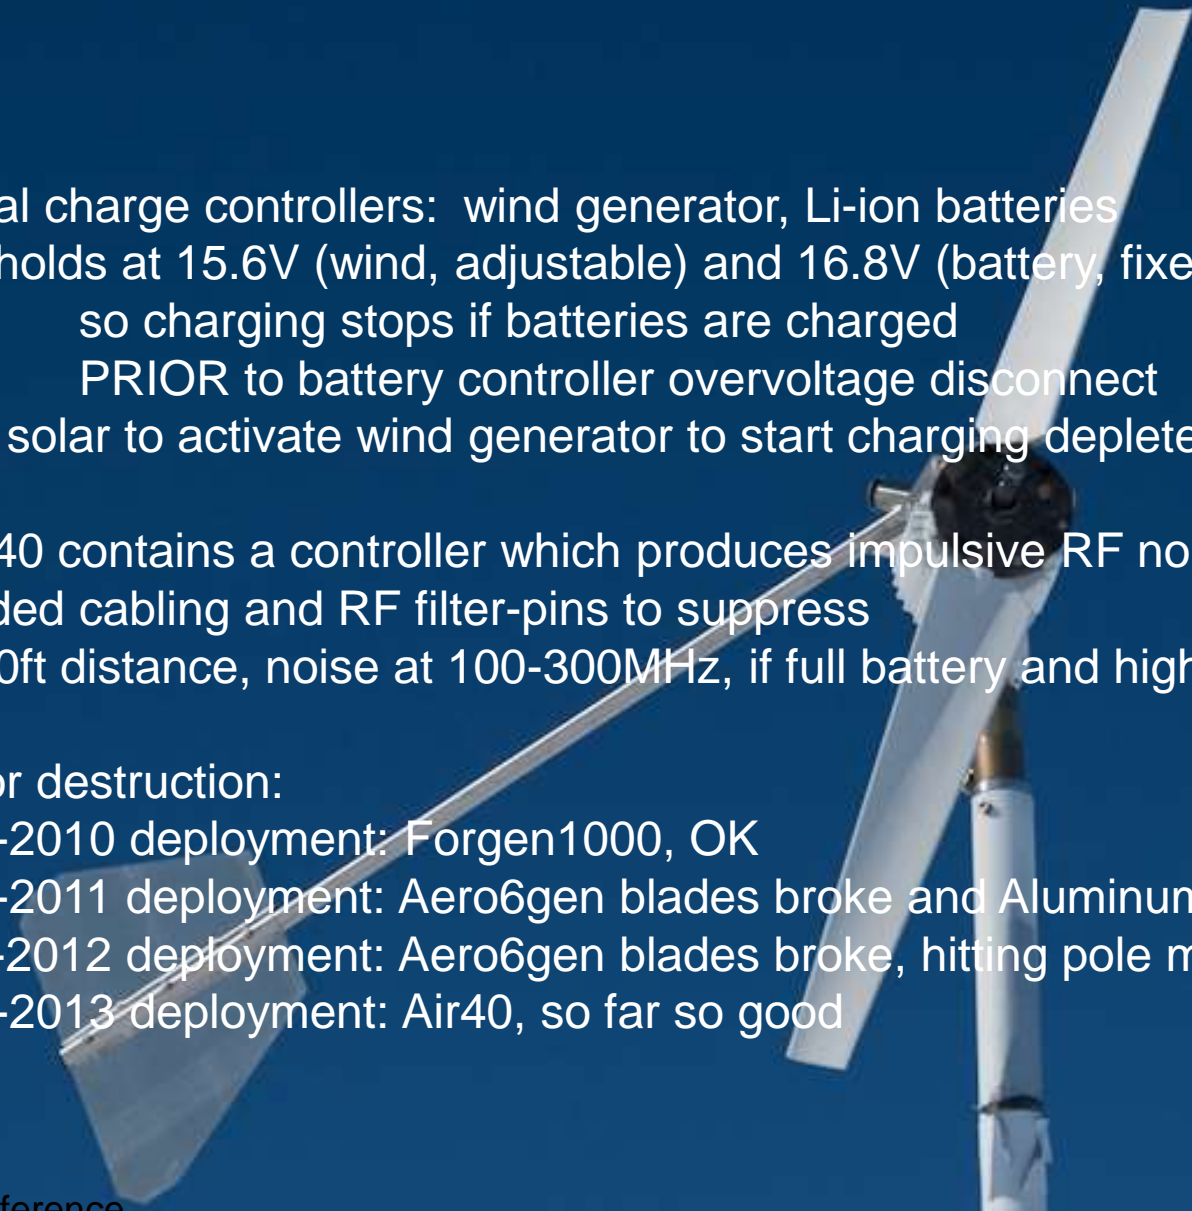 al charge controllers:  wind generator, Li-ion batteries
holds at 15.6V (wind, adjustable) and 16.8V (battery, fixe
so charging stops if batteries are charged
PRIOR to battery controller overvoltage disconnect
solar to activate wind generator to start charging deplete
40 contains a controller which produces impulsive RF no
ded cabling and RF filter-pins to suppress
0ft distance, noise at 100-300MHz, if full battery and high
or destruction:
-2010 deployment: Forgen1000, OK
-2011 deployment: Aero6gen blades broke and Aluminum
-2012 deployment: Aero6gen blades broke, hitting pole m
-2013 deployment: Air40, so far so good
ference